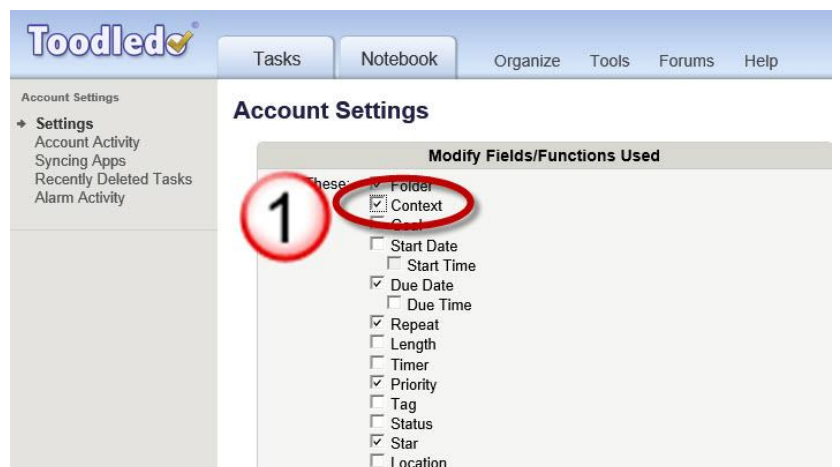 Toodledo
Tasks Notebook Organize Tools Forums Help
Account Settings
Settings
Account Activity
Syncing Apps
Recently Deleted Tasks
Alarm Activity
Account Settings
Modify Fields/Functions Used
These: Folder
1
Context
Goal
Start Date
Start Time
Due Date
Due Time
Repeat
Length
Timer
Priority
Tag
Status
Star
Location